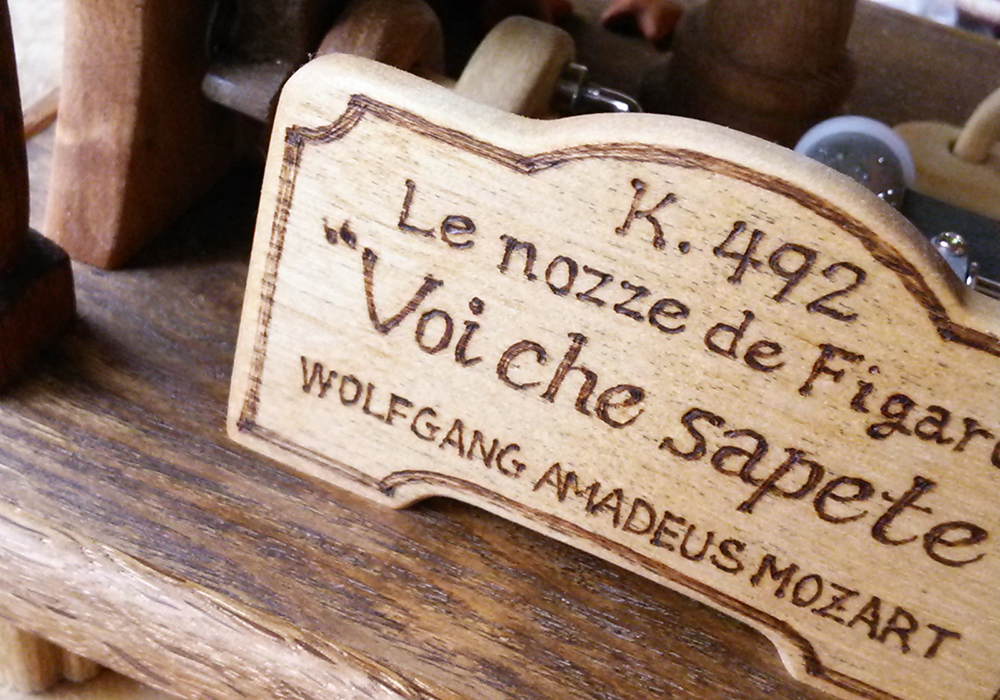 K. 492
Le nozze de Figar
“Voi che sapete
WOLFGANG AMADEUS MOZART